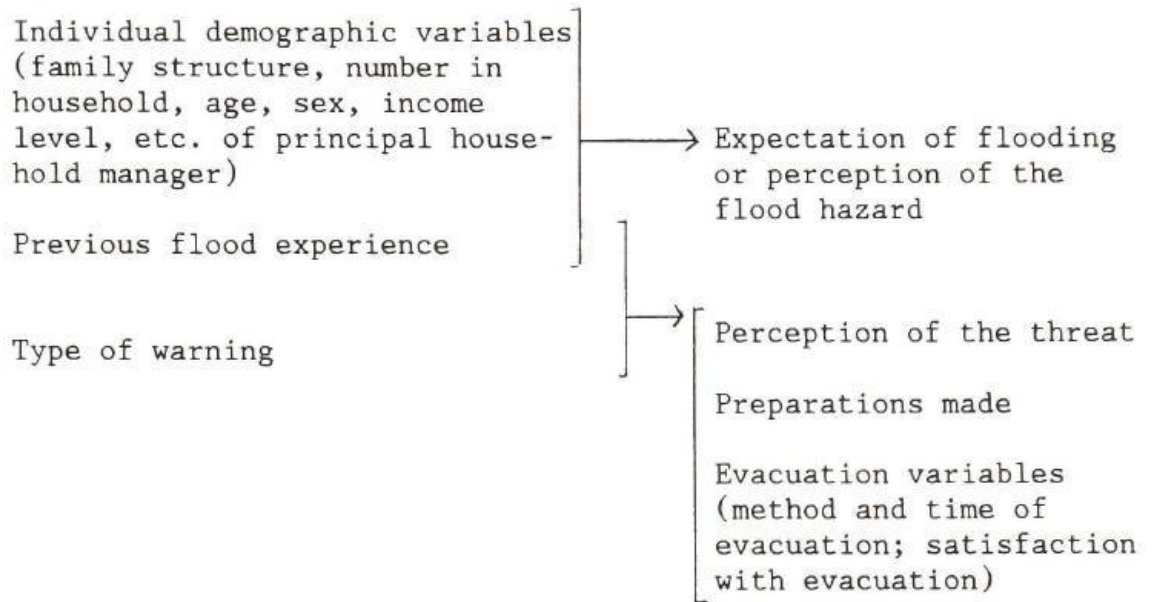 Individual demographic variables
(family structure, number in
household, age, sex, income
level, etc. of principal house-
hold manager)
Previous flood experience
Type of warning
Expectation of flooding
or perception of the
flood hazard
Perception of the threat
Preparations made
Evacuation variables
(method and time of
evacuation; satisfaction
with evacuation)